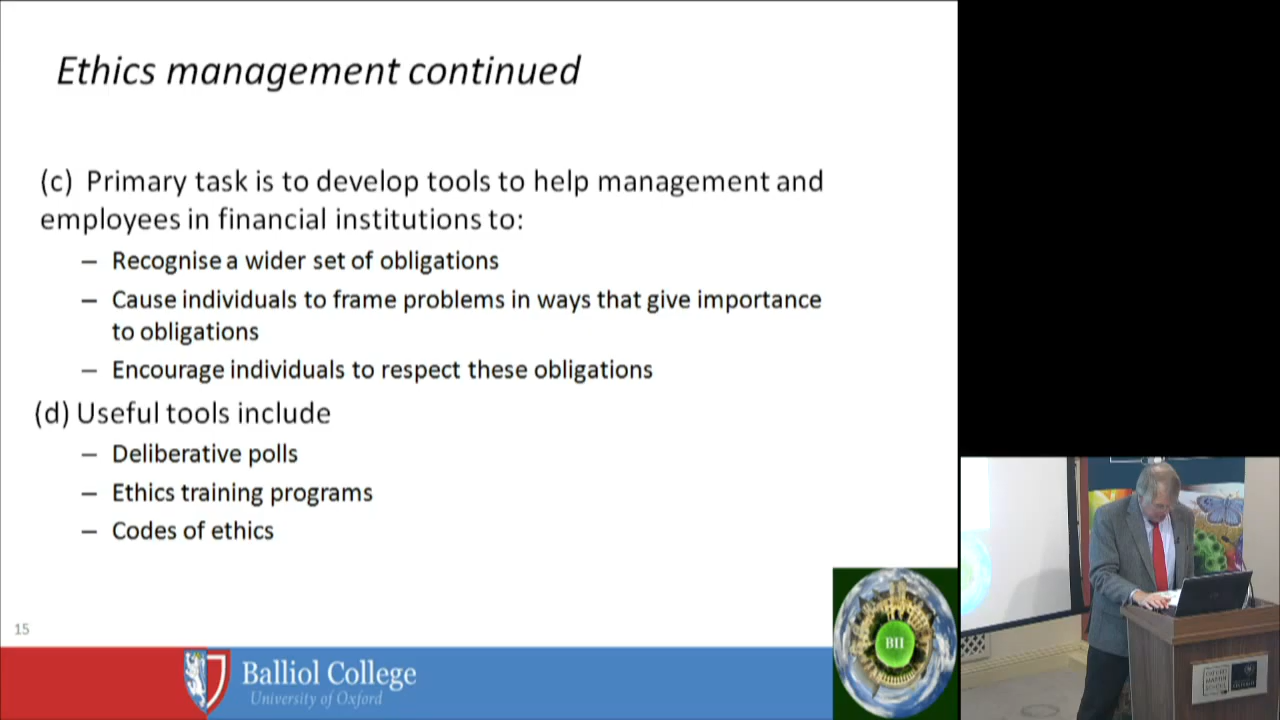 Ethics management continued
(c) Primary task is to develop tools to help management and
employees in financial institutions to:
– Recognise a wider set of obligations
– Cause individuals to frame problems in ways that give importance
to obligations
– Encourage individuals to respect these obligations
(d) Useful tools include
– Deliberative polls
– Ethics training programs
– Codes of ethics
BII
15
Balliol College
University of Oxford